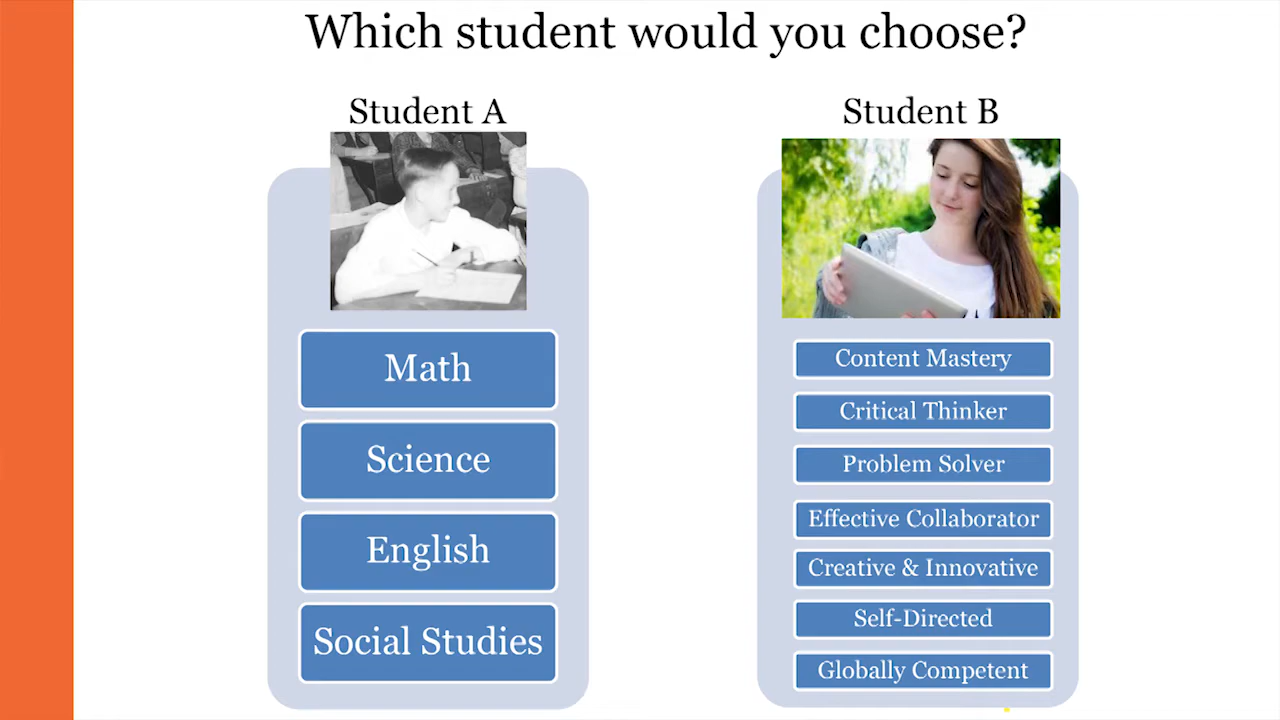 Which student would you choose?
Student A
Math
Science
English
Social Studies
Student B
Content Mastery
Critical Thinker
Problem Solver
Effective Collaborator
Creative & Innovative
Self-Directed
Globally Competent